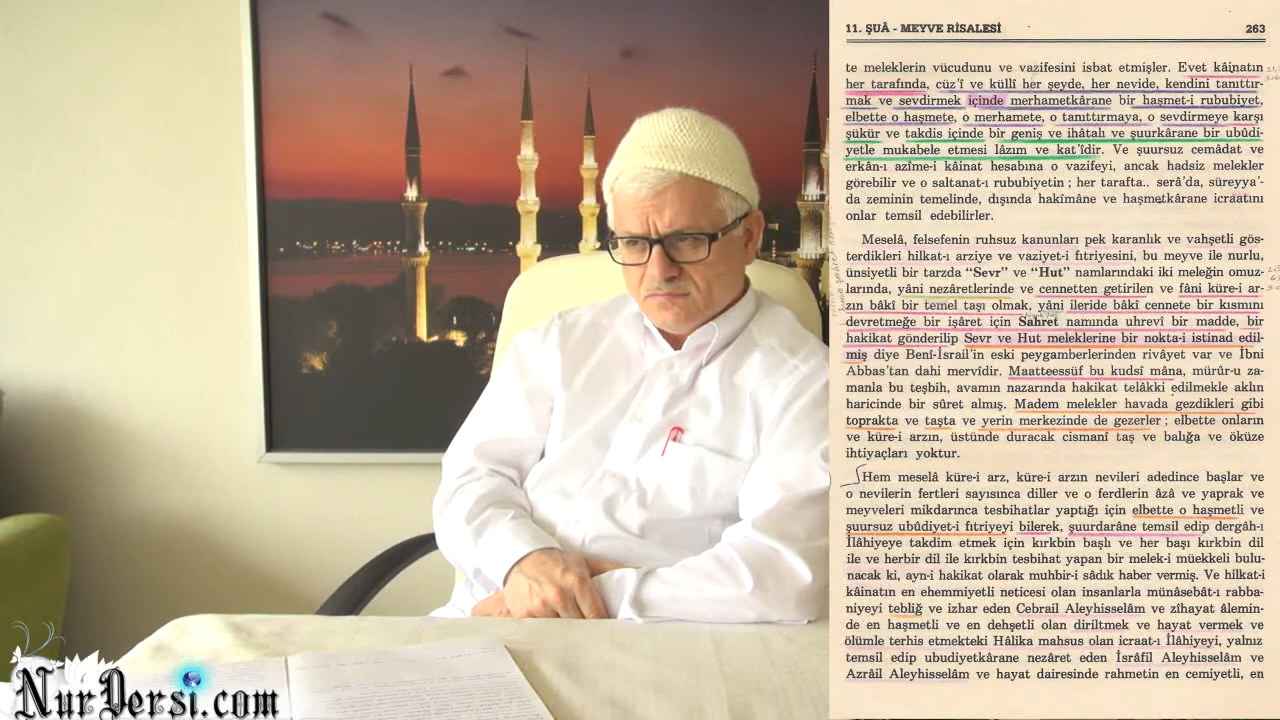 11. ŞUÂ - MEYVE RİSALESİ 263
te meleklerin vücudunu ve vazifesini isbat etmişler. Evet kâinatın
her tarafında, cüz'î ve küllî her şeyde, her nevide, kendini tanıttır-
mak ve sevdirmek içinde merhametkârane bir haşmet-i rububiyet,
elbette o haşmete, o merhamete, o tanıttırmaya, o sevdirmeye karşı
şükür ve takdis içinde bir geniş ve ihâtalı ve şuurkârane bir ubûdi-
yetle mukabele etmesi lâzım ve kat'îdir. Ve şuursuz cemâdat ve
erkân-ı azîme-i kâinat hesabına o vazifeyi, ancak hadsiz melekler
görebilir ve o saltanat-ı rububiyetin ; her tarafta.. serâ'da, süreyya'-
da zeminin temelinde, dışında hakîmâne ve haşmetkârane icraatını
onlar temsil edebilirler.
Meselâ, felsefenin ruhsuz kanunları pek karanlık ve vahşetli gös-
terdikleri hilkat-ı arziye ve vaziyet-i fıtriyesini, bu meyve ile nurlu,
ünsiyetli bir tarzda "Sevr" ve "Hut" namlarındaki iki meleğin omuz-
larında, yâni nezâretlerinde ve cennetten getirilen ve fâni küre-i ar-
zın bâkî bir temel taşı olmak, yâni ileride bâkî cennete bir kısmını
devretmeğe bir işâret için Sahret namında uhrevî bir madde, bir
hakikat gönderilip Sevr ve Hut meleklerine bir nokta-i istinad edil-
miş diye Benî-İsrail'in eski peygamberlerinden rivâyet var ve İbni
Abbas'tan dahi mervîdir. Maatteessüf bu kudsî mâna, mürûr-u za-
manla bu teşbih, avamın nazarında hakikat telâkki edilmekle aklın
haricinde bir sûret almış. Madem melekler havada gezdikleri gibi
toprakta ve taşta ve yerin merkezinde de gezerler ; elbette onların
ve küre-i arzın, üstünde duracak cismanî taş ve balığa ve öküze
ihtiyaçları yoktur.
Hem meselâ küre-i arz, küre-i arzın nevileri adedince başlar ve
o nevilerin fertleri sayısınca diller ve o ferdlerin âzâ ve yaprak ve
meyveleri mikdarınca tesbihatlar yaptığı için elbette o haşmetli ve
şuursuz ubûdiyet-i fıtriyeyi bilerek, şuurdarâne temsil edip dergâh-ı
İlâhiyeye takdim etmek için kırkbin başlı ve her başı kırkbin dil
ile ve herbir dil ile kırkbin tesbihat yapan bir melek-i müekkeli bulu-
nacak ki, ayn-i hakikat olarak muhbir-i sâdık haber vermiş. Ve hilkat-i
kâinatın en ehemmiyetli neticesi olan insanlarla münâsebât-ı rabba-
niyeyi tebliğ ve izhar eden Cebrail Aleyhisselâm ve zîhayat âlemin-
de en haşmetli ve en dehşetli olan diriltmek ve hayat vermek ve
ölümle terhis etmekteki Hâlika mahsus olan icraat-ı İlâhiyeyi, yalnız
temsil edip ubudiyetkârane nezâret eden İsrâfil Aleyhisselâm ve
Azrâil Aleyhisselâm ve hayat dairesinde rahmetin en cemiyetli, en
NurDersi.com